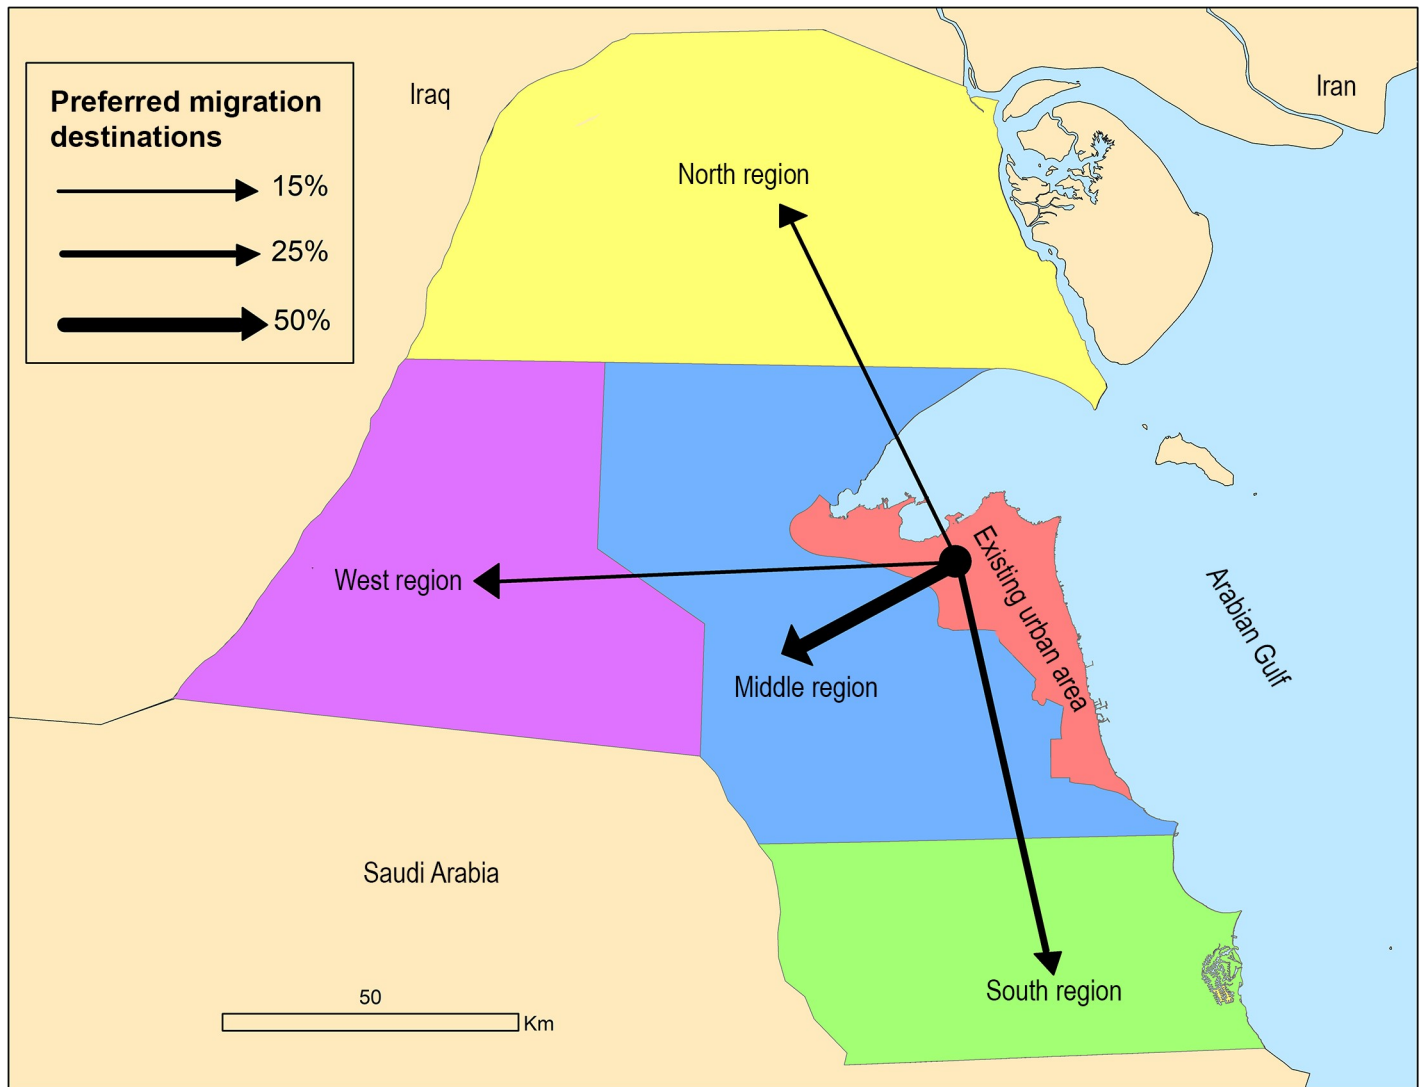 Preferred migration
destinations
15%
25%
50%
Iraq
Iran
North region
West region
Middle region
Existing urban area
Arabian Gulf
Saudi Arabia
South region
50
Km